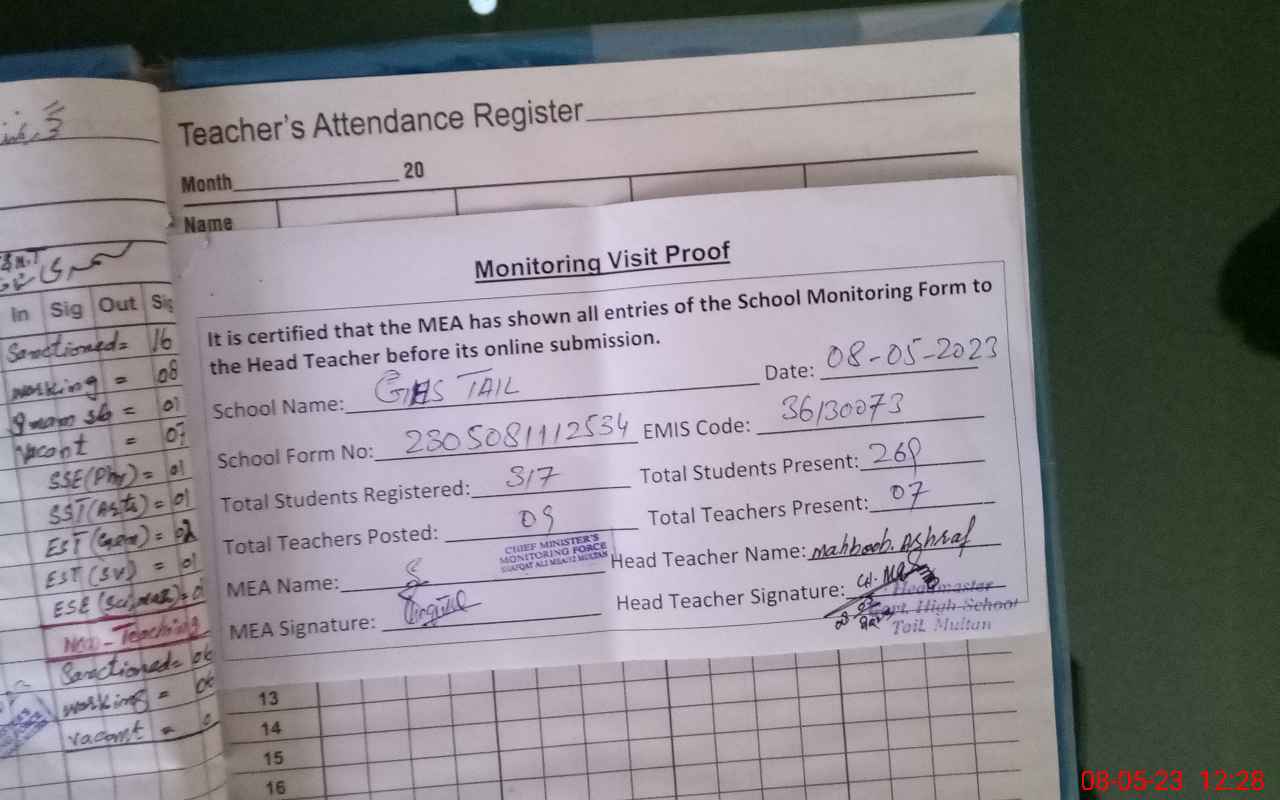 Teacher's Attendance Register
Month 20
Name
In Sig Out Sig
Sanctioned = 16
working = 08
= 01
Vacant = 07
SSE (Phy) = 01
SST (Arts) = 01
EST (Gen) = 02
EST (SV) = 01
ESE
Non-Teaching
Sanctioned = 06
working = 06
vacant = 0
Monitoring Visit Proof
It is certified that the MEA has shown all entries of the School Monitoring Form to
the Head Teacher before its online submission.
School Name: GHS TAIL Date: 08-05-2023
School Form No: 2305081112534 EMIS Code: 36130073
Total Students Registered: 317 Total Students Present: 269
Total Teachers Posted: 09 Total Teachers Present: 07
CHIEF MINISTER'S
MONITORING FORCE
MEA Name: Head Teacher Name: Mahboob. Ashraf
MEA Signature: Head Teacher Signature:
Headmaster
Govt. High School
Tail Multan
13
14
15
16
08-05-23 12:28